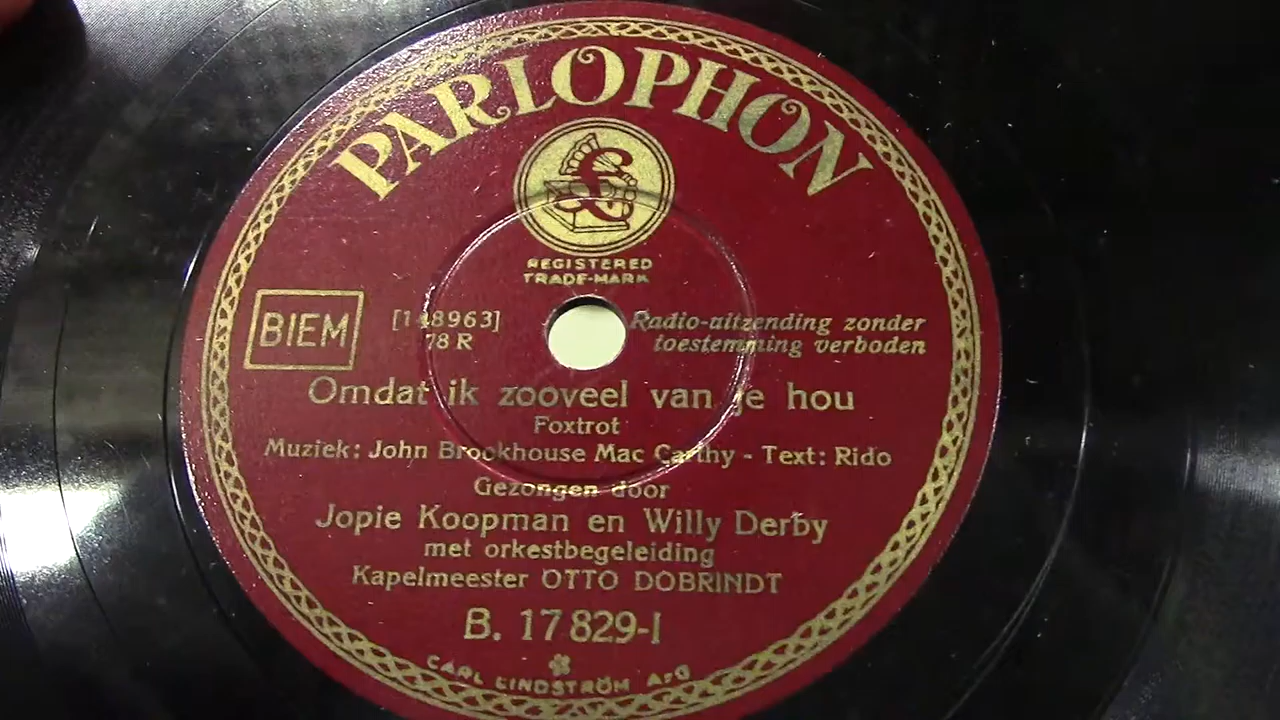 PARLOPHON
£
REGISTERED
TRADE-MARK
BIEM
[148963]
78 R
Radio-uitzending zonder
toestemming verboden
Omdat ik zooveel van je hou
Foxtrot
Muziek: John Brookhouse Mac Carthy - Text: Rido
Gezongen door
Jopie Koopman en Willy Derby
met orkestbegeleiding
Kapelmeester OTTO DOBRINDT
B. 17829-I
CARL LINDSTRÖM A-G